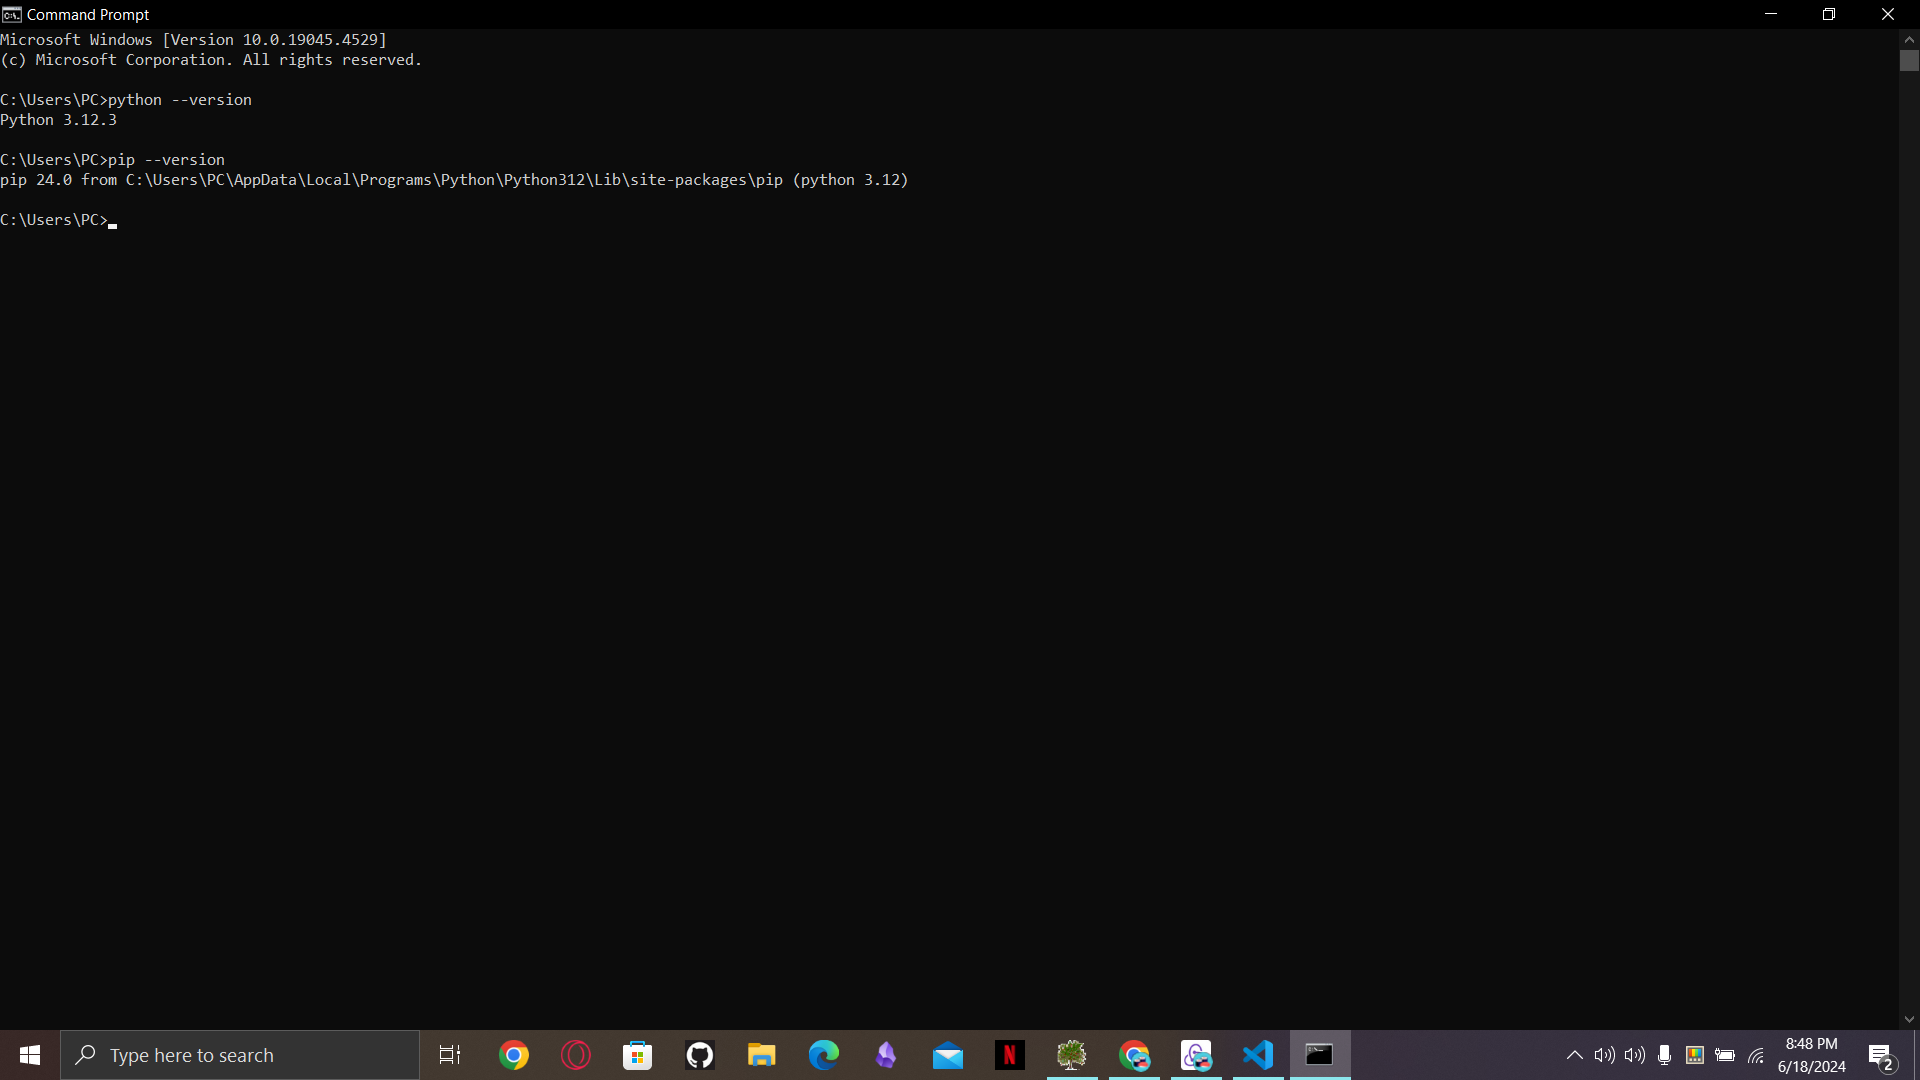 Command Prompt
Microsoft Windows [Version 10.0.19045.4529]
(c) Microsoft Corporation. All rights reserved.
C:\Users\PC>python --version
Python 3.12.3
C:\Users\PC>pip --version
pip 24.0 from C:\Users\PC\AppData\Local\Programs\Python\Python312\Lib\site-packages\pip (python 3.12)
C:\Users\PC>
Type here to search
N
8:48 PM
6/18/2024
2